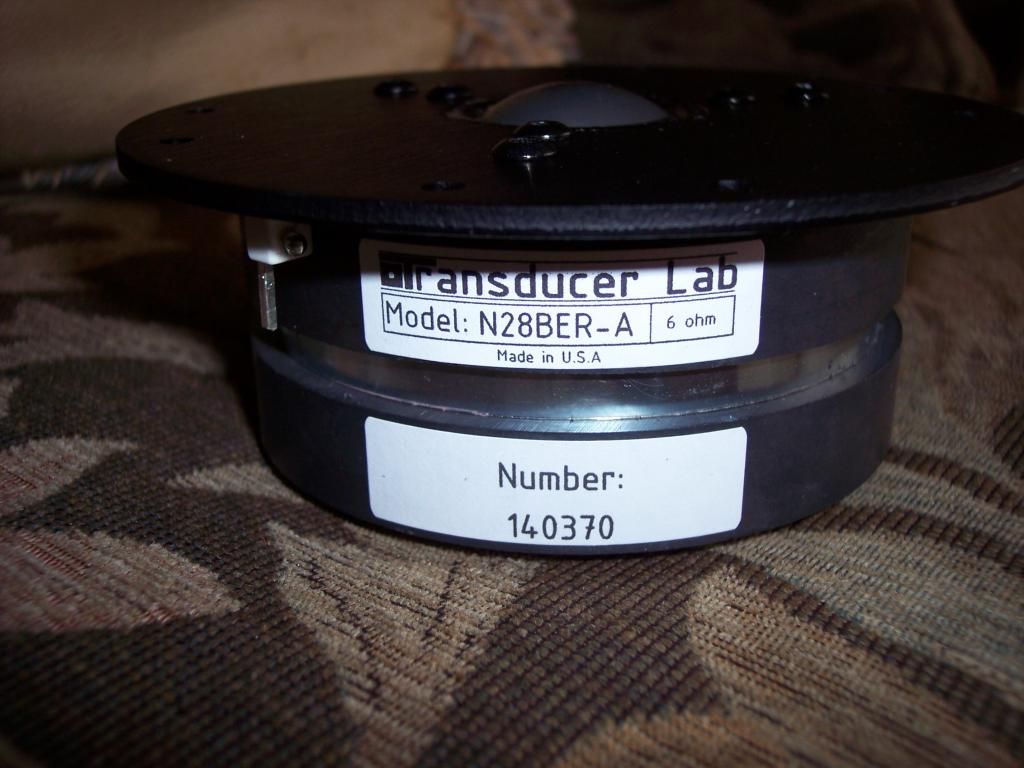 Transducer Lab
Model: N28BER-A
6 ohm
Made in U.S.A
Number:
140370